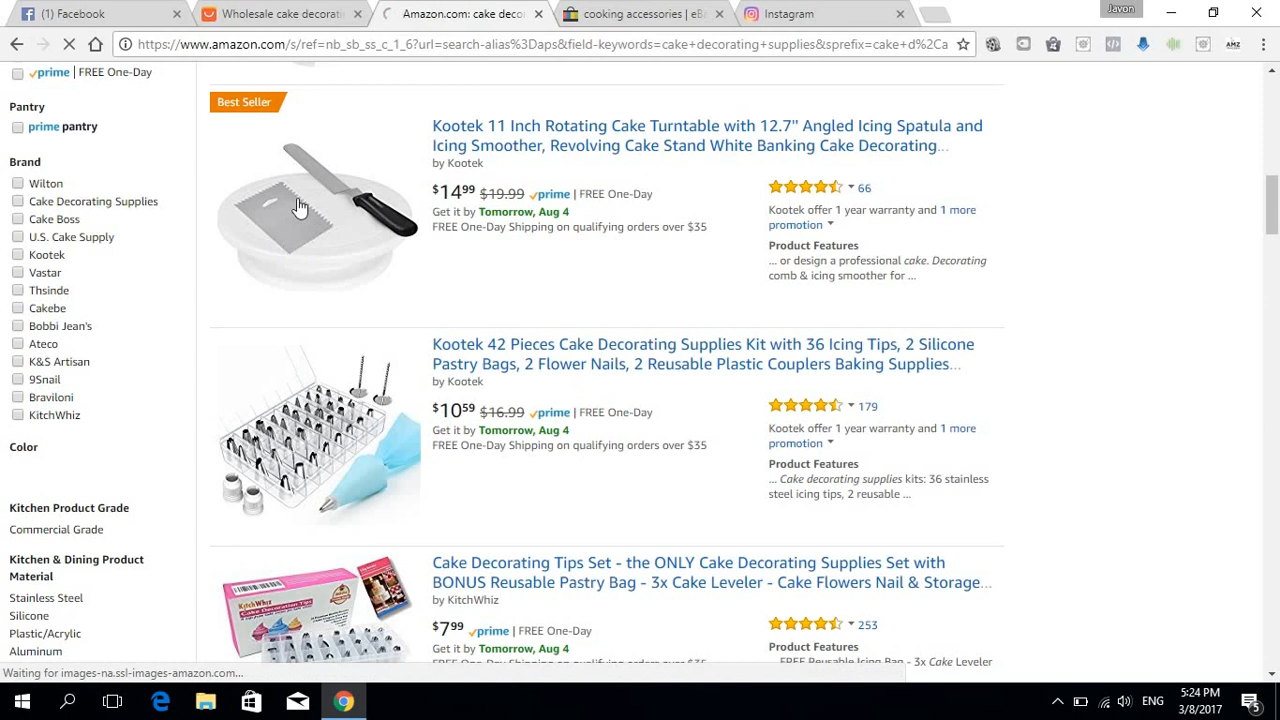 (1) Facebook
Wholesale cake decorati
Amazon.com: cake deco
cooking accessories | eB
Instagram
Javon
https://www.amazon.com/s/ref=nb_sb_ss_c_1_6?url=search-alias%3Daps&field-keywords=cake+decorating+supplies&sprefix=cake+d%2Ca
AMZ
prime | FREE One-Day
Pantry
prime pantry
Brand
Wilton
Cake Decorating Supplies
Cake Boss
U.S. Cake Supply
Kootek
Vastar
Thsinde
Cakebe
Bobbi Jean's
Ateco
K&S Artisan
9Snail
Braviloni
KitchWhiz
Color
Kitchen Product Grade
Commercial Grade
Kitchen & Dining Product
Material
Stainless Steel
Silicone
Plastic/Acrylic
Aluminum
Best Seller
Kootek 11 Inch Rotating Cake Turntable with 12.7" Angled Icing Spatula and
Icing Smoother, Revolving Cake Stand White Banking Cake Decorating...
by Kootek
$14.99 $19.99 prime | FREE One-Day
Get it by Tomorrow, Aug 4
FREE One-Day Shipping on qualifying orders over $35
66
Kootek offer 1 year warranty and 1 more
promotion
Product Features
... or design a professional cake. Decorating
comb & icing smoother for ...
Kootek 42 Pieces Cake Decorating Supplies Kit with 36 Icing Tips, 2 Silicone
Pastry Bags, 2 Flower Nails, 2 Reusable Plastic Couplers Baking Supplies...
by Kootek
$10.59 $16.99 prime | FREE One-Day
Get it by Tomorrow, Aug 4
FREE One-Day Shipping on qualifying orders over $35
179
Kootek offer 1 year warranty and 1 more
promotion
Product Features
... Cake decorating supplies kits: 36 stainless
steel icing tips, 2 reusable ...
Cake Decorating Tips Set - the ONLY Cake Decorating Supplies Set with
BONUS Reusable Pastry Bag - 3x Cake Leveler - Cake Flowers Nail & Storage...
by KitchWhiz
$7.99 prime | FREE One-Day
Get it by Tomorrow, Aug 4
FREE One-Day Shipping on qualifying orders over $35
253
Product Features
... FREE Reusable Icing Bag - 3x Cake Leveler
KitchWhiz
Cake Decoration Tips
Waiting for images-na.ssl-images-amazon.com...
ENG
5:24 PM
3/8/2017
5